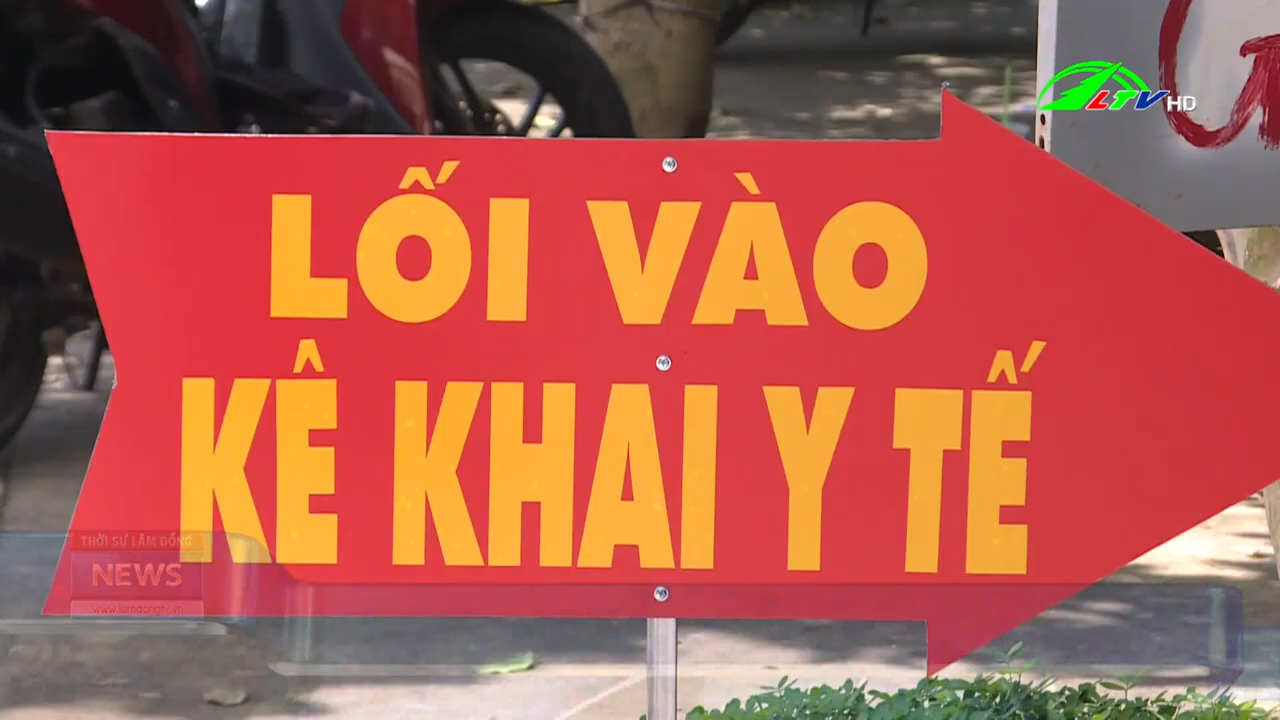 LTV HD
LỐI VÀO
KÊ KHAI Y TẾ
THỜI SỰ LÂM ĐỒNG
NEWS
www.lamdongtv.vn